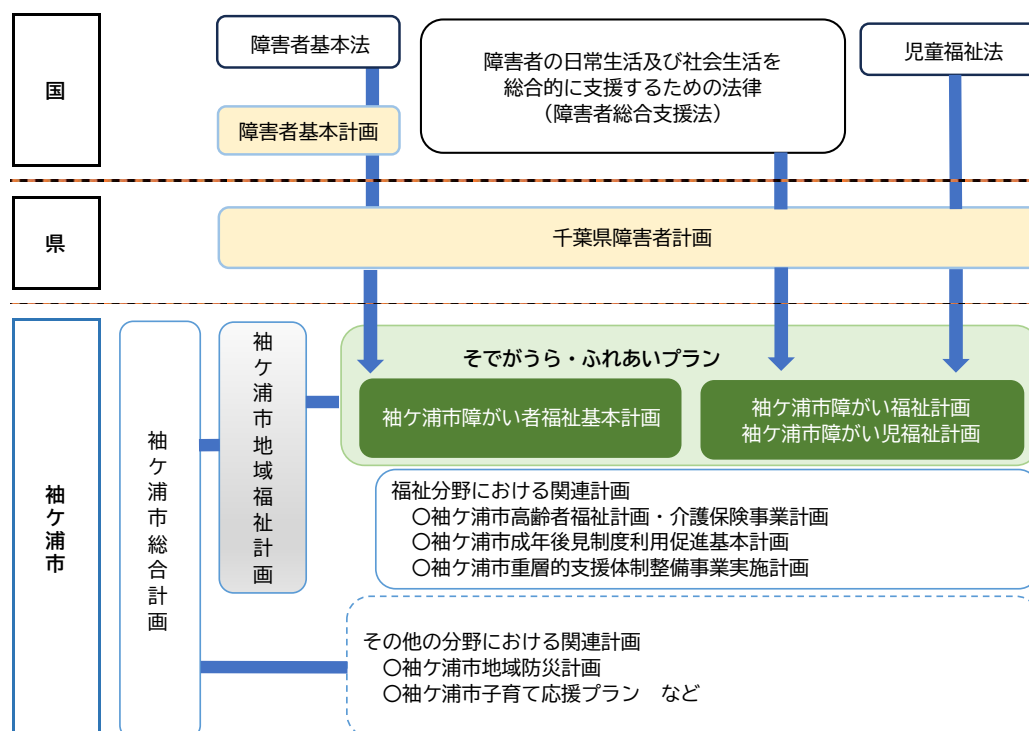 国
障害者基本法
障害者基本計画
障害者の日常生活及び社会生活を
総合的に支援するための法律
（障害者総合支援法）
児童福祉法
県
千葉県障害者計画
袖ケ浦市
袖ケ浦市総合計画
袖ケ浦市地域福祉計画
そでがうら・ふれあいプラン
袖ケ浦市障がい者福祉基本計画
袖ケ浦市障がい福祉計画
袖ケ浦市障がい児福祉計画
福祉分野における関連計画
〇袖ケ浦市高齢者福祉計画・介護保険事業計画
〇袖ケ浦市成年後見制度利用促進基本計画
〇袖ケ浦市重層的支援体制整備事業実施計画
その他の分野における関連計画
〇袖ケ浦市地域防災計画
〇袖ケ浦市子育て応援プラン　など